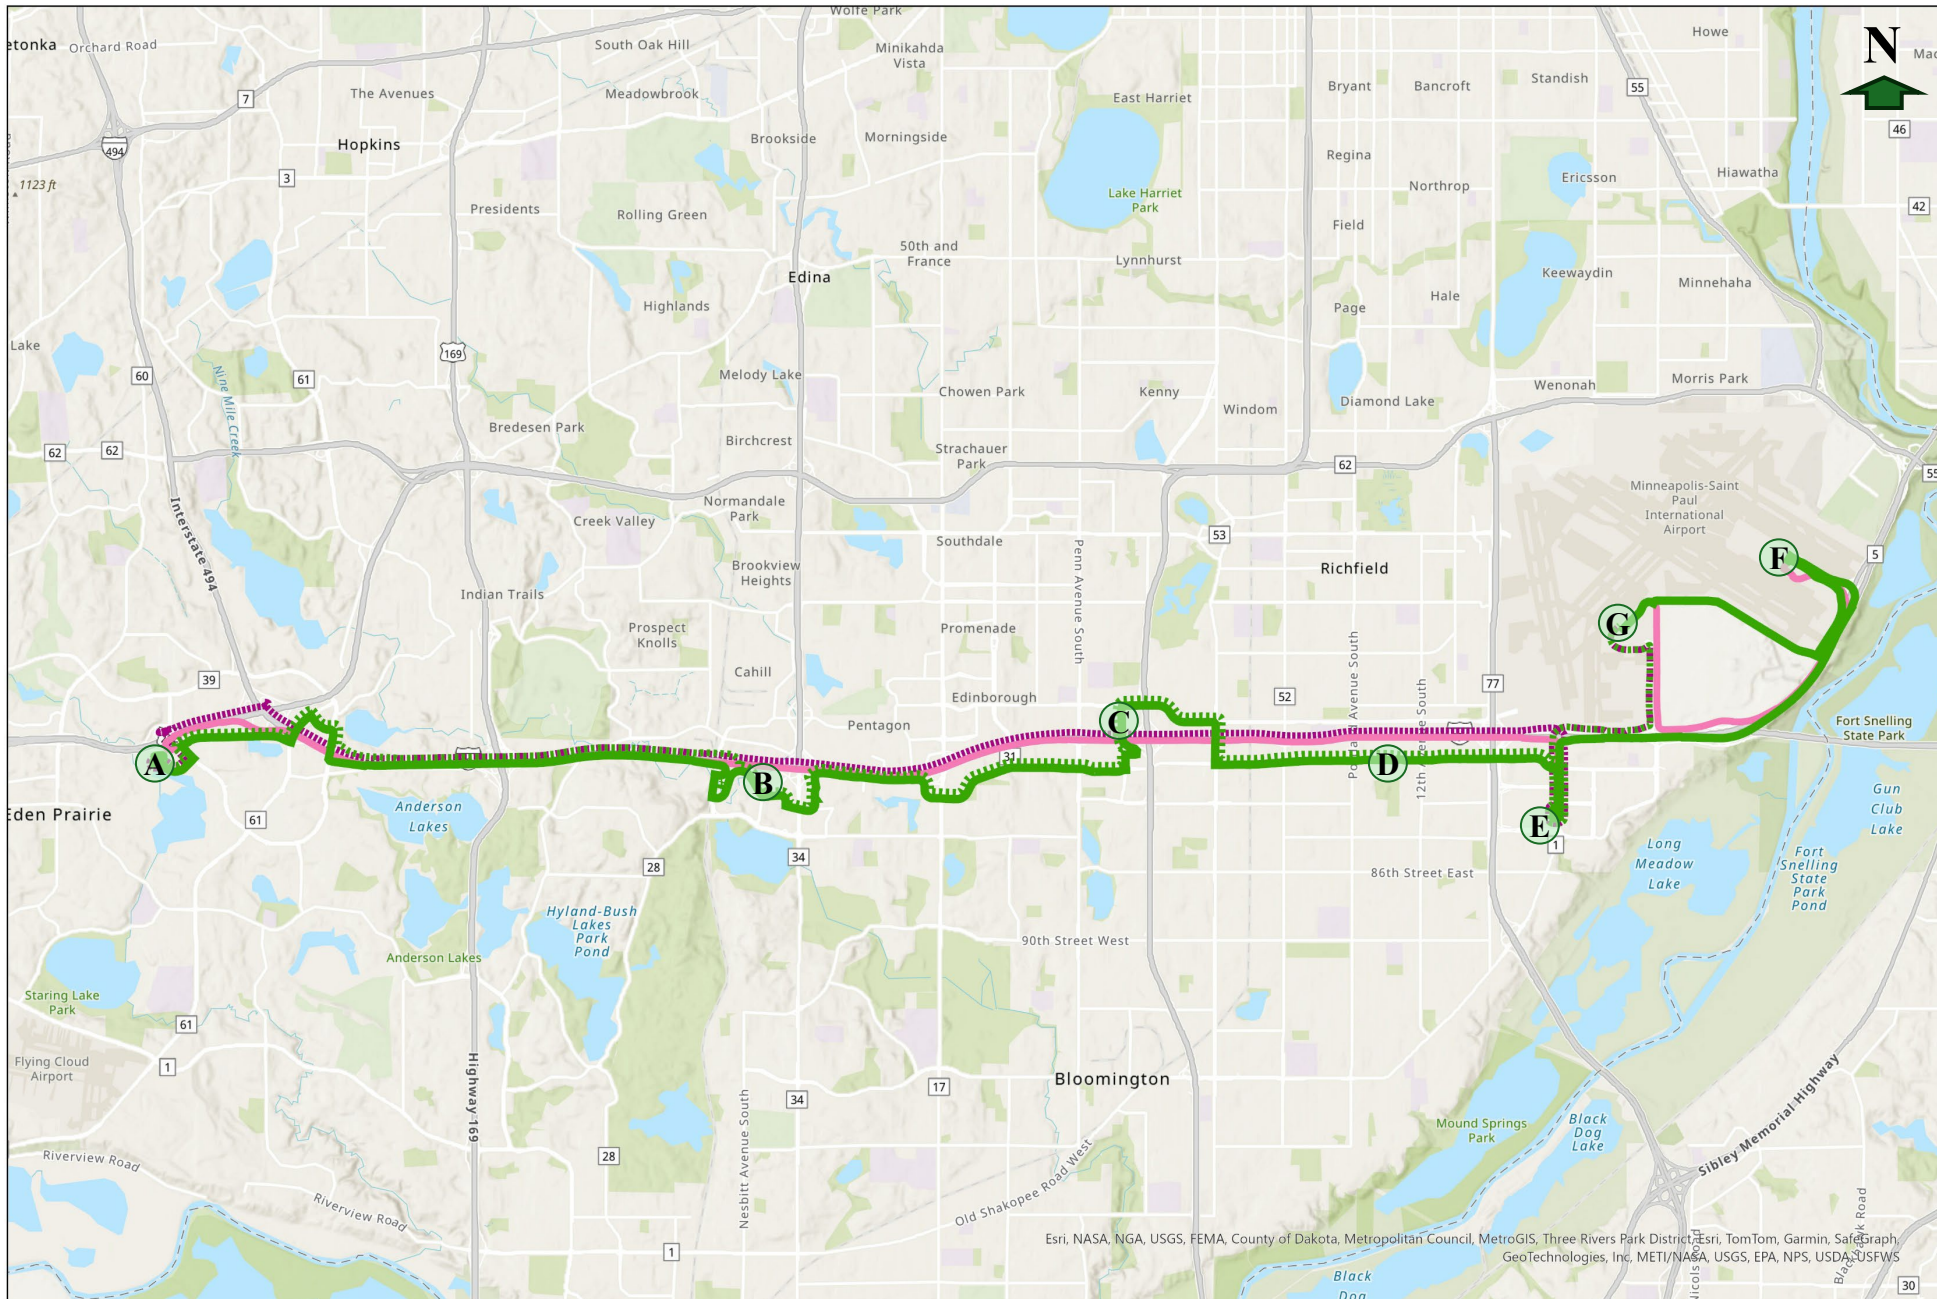 Wolfe Park
N
etonka
Orchard Road
South Oak Hill
Minikahda
Vista
Howe
Mac
Standish
55
7
The Avenues
Meadowbrook
East Harriet
Bryant
Bancroft
46
494
Hopkins
Brookside
Morningside
Regina
Ericsson
Hiawatha
3
1123 ft
Northrop
Lake Harriet
Park
42
Presidents
Rolling Green
Field
50th and
France
Lynnhurst
Keewaydin
Edina
Minnehaha
Highlands
Hale
Page
Lake
169
60
61
Melody Lake
Nine Mile Creek
Chowen Park
Kenny
Wenonah
Morris Park
Diamond Lake
Windom
Bredesen Park
Birchcrest
62
62
Strachauer
Park
62
55
Interstate 494
Normandale
Park
Creek Valley
Minneapolis-Saint
Paul
International
Airport
53
Southdale
Penn Avenue South
5
F
Brookview
Heights
Richfield
Indian Trails
G
Prospect
Knolls
Promenade
Cahill
39
Edinborough
52
77
Pentagon
C
Portland Avenue South
12th Avenue South
Fort Snelling
State Park
A
B
31
D
E
Eden Prairie
Anderson
Lakes
61
1
Gun
Club
Lake
34
28
Long
Meadow
Lake
Fort
Snelling
State
Park
Pond
86th Street East
Hyland-Bush
Lakes
Park
Pond
90th Street West
Anderson Lakes
Staring Lake
Park
61
Flying Cloud
Airport
1
Highway 169
Bloomington
17
34
Nesbitt Avenue South
Mound Springs
Park
Black
Dog
Lake
Sibley Memorial Highway
28
Riverview Road
Riverview Road
Old Shakopee Road West
1
Esri, NASA, NGA, USGS, FEMA, County of Dakota, Metropolitan Council, MetroGIS, Three Rivers Park District, Esri, TomTom, Garmin, SafeGraph,
GeoTechnologies, Inc, METI/NASA, USGS, EPA, NPS, USDA, USFWS
Black
Dog
30